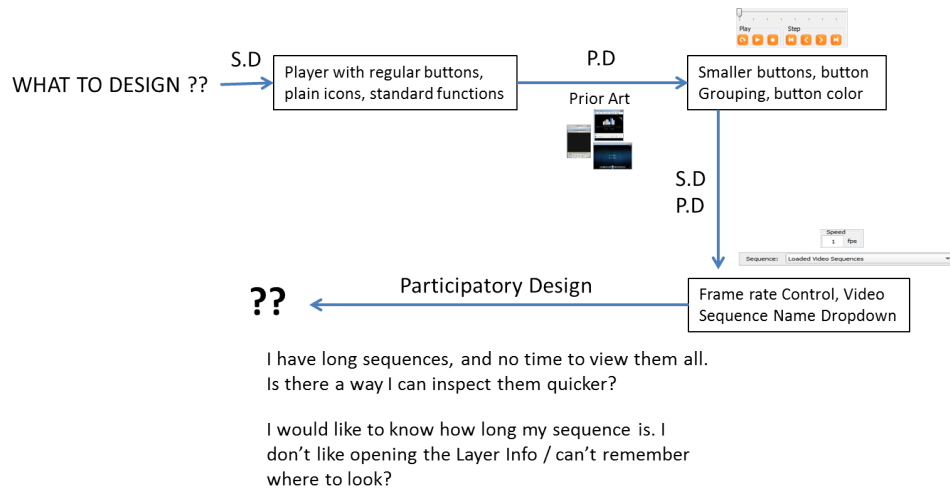 Play Step
S.D
P.D
WHAT TO DESIGN ??
Player with regular buttons,
plain icons, standard functions
Smaller buttons, button
Grouping, button color
Prior Art
S.D
P.D
Speed
1 fps
Sequence: Loaded Video Sequences
Participatory Design
??
Frame rate Control, Video
Sequence Name Dropdown
I have long sequences, and no time to view them all.
Is there a way I can inspect them quicker?
I would like to know how long my sequence is. I
don’t like opening the Layer Info / can’t remember
where to look?